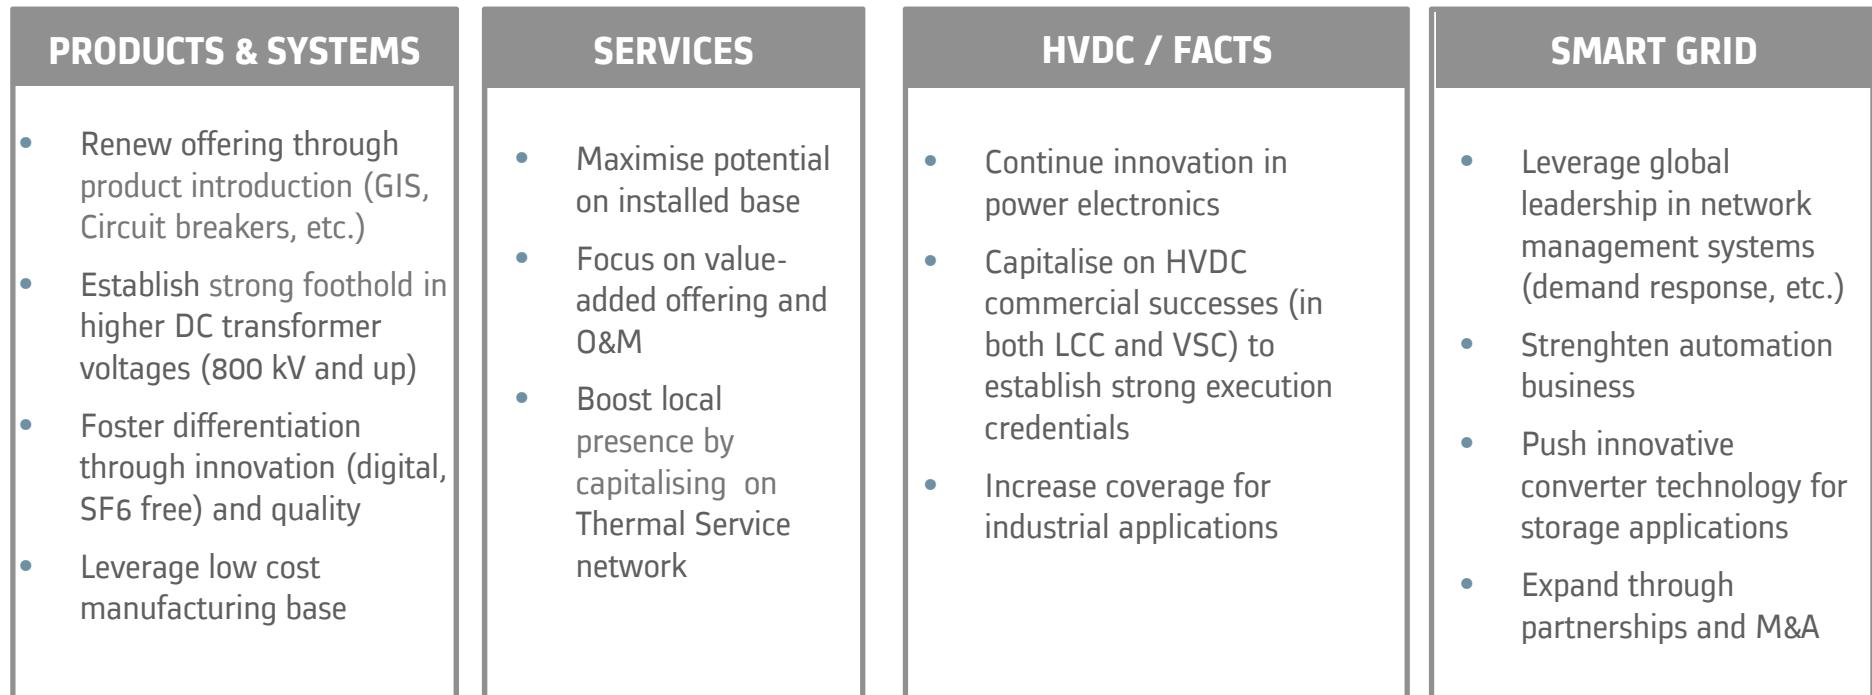 PRODUCTS & SYSTEMS
Renew offering through
product introduction (GIS,
Circuit breakers, etc.)
Establish strong foothold in
higher DC transformer
voltages (800 kV and up)
Foster differentiation
through innovation (digital,
SF6 free) and quality
Leverage low cost
manufacturing base
SERVICES
Maximise potential
on installed base
Focus on value-
added offering and
O&M
Boost local
presence by
capitalising on
Thermal Service
network
HVDC / FACTS
Continue innovation in
power electronics
Capitalise on HVDC
commercial successes (in
both LCC and VSC) to
establish strong execution
credentials
Increase coverage for
industrial applications
SMART GRID
Leverage global
leadership in network
management systems
(demand response, etc.)
Strenghten automation
business
Push innovative
converter technology for
storage applications
Expand through
partnerships and M&A